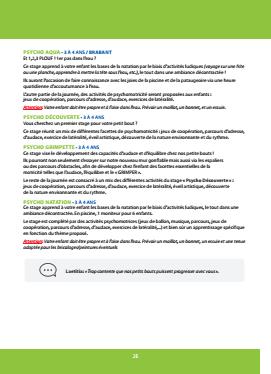 PSYCHO AQUA - 3 À 4 ANS / BRABANT
Et 1,2,3 PLOUF ! 1er pas dans l'eau ?
Ce stage apprend à votre enfant les bases de la natation par le biais d'activités ludiques (voyage sur une frite
ou une planche, apprendre à mettre la tête sous l'eau, etc.), le tout dans une ambiance décontractée !
Ils auront l'occasion de faire connaissance avec les joies de la piscine et de la pataugeoire via une heure
quotidienne d'accoutumance à l'eau.
L'autre partie de la journée, des activités de psychomotricité seront proposées aux enfants :
jeux de coopération, parcours d'adresse, d'audace, exercices de latéralité.
Attention: Votre enfant doit être propre et à l'aise dans l'eau. Prévoir un maillot, un bonnet, et un essuie.
PSYCHO DÉCOUVERTE - 3 À 4 ANS
Vous cherchez un premier stage pour votre petit bout ?
Ce stage réunit un mix de différentes facettes de psychomotricité : jeux de coopération, parcours d'adresse,
d'audace, exercice de latéralité, éveil artistique, découverte de la nature environnante et du rythme.
PSYCHO GRIMPETTE - 3 À 4 ANS
Ce stage vise le développement des capacités d'audace et d'équilibre chez nos petits bouts !
Ils pourront non seulement s'essayer sur notre nouveau mur gonflable mais aussi via les espaliers
ou des parcours d'obstacles, afin de développer chez l'enfant des facettes essentielles de la
motricité telles que l'audace, l'équilibre et le « GRIMPER ».
Le reste de la journée est consacré à un mix des différentes activités du stage « Psycho Découverte » :
jeux de coopération, parcours d'adresse, d'audace, exercice de latéralité, éveil artistique, découverte
de la nature environnante et du rythme.
PSYCHO NATATION - 3 À 4 ANS
Ce stage apprend à votre enfant les bases de la natation par le biais d'activités ludiques, le tout dans une
ambiance décontractée. En piscine, 1 moniteur pour 6 enfants.
Ce stage est complété par des activités psychomotrices (jeux de ballon, musique, parcours, jeux de
coopération, parcours d'adresse, d'audace, exercices de latéralité,...) et bien sûr un apprentissage spécifique
en fonction du thème proposé.
Attention: Votre enfant doit être propre et à l'aise dans l'eau. Prévoir un maillot, un bonnet, un essuie et une tenue
adaptée pour les bricolages/peintures éventuels
Laetitia: « Trop contente que nos petits bouts puissent progresser avec vous ».